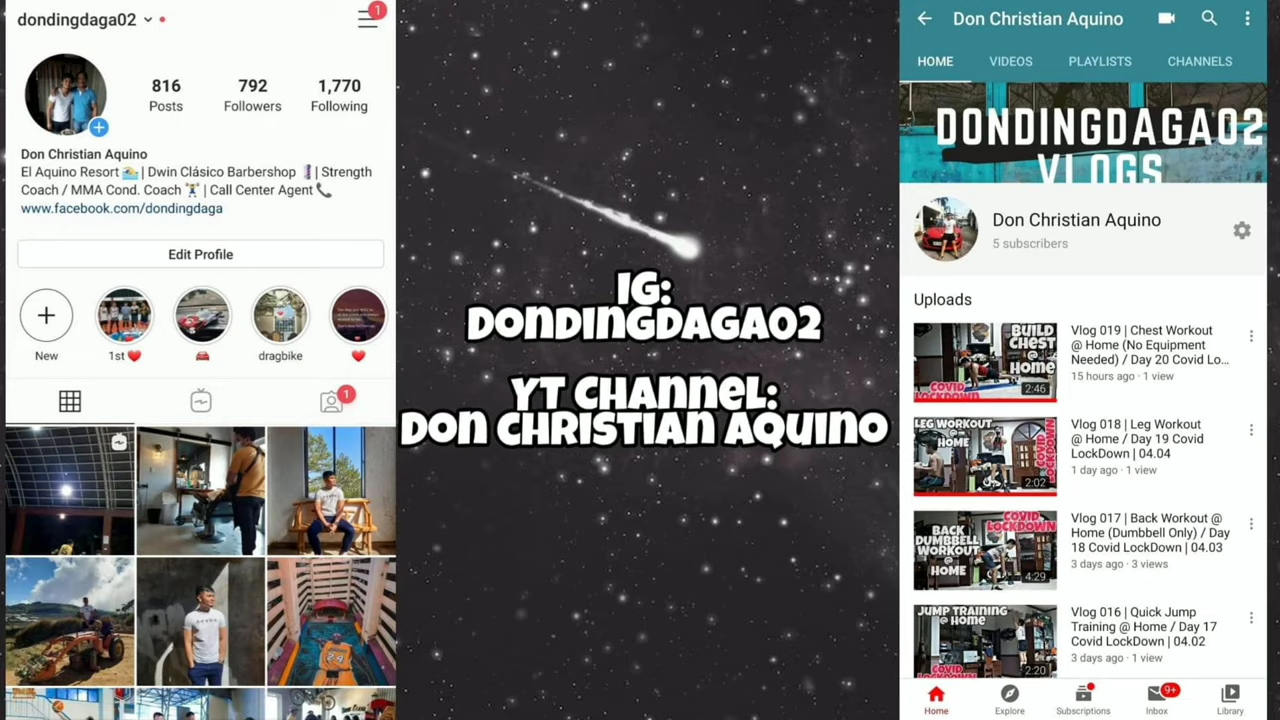 dondingdaga02
1
816
792
1,770
Posts
Followers
Following
Don Christian Aquino
El Aquino Resort 🏊 | Dwin Clásico Barbershop 💈 | Strength
Coach / MMA Cond. Coach 🏋 | Call Center Agent 📞
www.facebook.com/dondingdaga
Edit Profile
New
1st ❤️
🚘
dragbike
❤️
1
IG:
DONDINGDAGA02
YT CHANNEL:
DON CHRISTIAN AQUINO
Don Christian Aquino
HOME
VIDEOS
PLAYLISTS
CHANNELS
DONDINGDAGA02
VLOGS
Don Christian Aquino
5 subscribers
Uploads
BUILD
CHEST
@
HOME
COVID
LOCKDOWN
2:46
Vlog 019 | Chest Workout
@ Home (No Equipment
Needed) / Day 20 Covid Lo...
15 hours ago · 1 view
LEG WORKOUT
@
HOME
COVID
LOCKDOWN
2:02
Vlog 018 | Leg Workout
@ Home / Day 19 Covid
LockDown | 04.04
1 day ago · 1 view
COVID
LOCKDOWN
BACK
DUMBBELL
WORKOUT
@
HOME
4:29
Vlog 017 | Back Workout @
Home (Dumbbell Only) / Day
18 Covid LockDown | 04.03
3 days ago · 3 views
JUMP TRAINING
@HOME
COVID
2:20
Vlog 016 | Quick Jump
Training @ Home / Day 17
Covid LockDown | 04.02
3 days ago · 1 view
9+
Home
Explore
Subscriptions
Inbox
Library